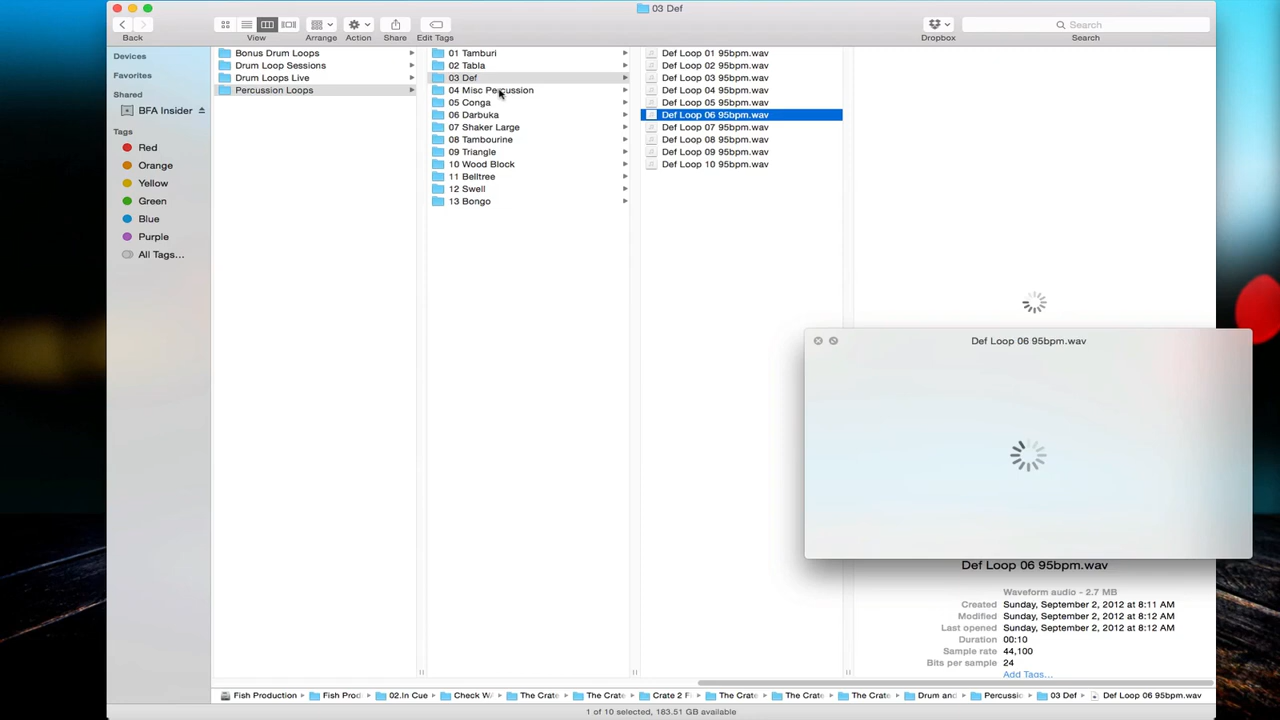 03 Def
Back
View
Arrange
Action
Share
Edit Tags
Dropbox
Search
Search
Devices
Favorites
Shared
BFA Insider
Tags
Red
Orange
Yellow
Green
Blue
Purple
All Tags…
Bonus Drum Loops
Drum Loop Sessions
Drum Loops Live
Percussion Loops
01 Tamburi
02 Tabla
03 Def
04 Misc Percussion
05 Conga
06 Darbuka
07 Shaker Large
08 Tambourine
09 Triangle
10 Wood Block
11 Belltree
12 Swell
13 Bongo
Def Loop 01 95bpm.wav
Def Loop 02 95bpm.wav
Def Loop 03 95bpm.wav
Def Loop 04 95bpm.wav
Def Loop 05 95bpm.wav
Def Loop 06 95bpm.wav
Def Loop 07 95bpm.wav
Def Loop 08 95bpm.wav
Def Loop 09 95bpm.wav
Def Loop 10 95bpm.wav
Def Loop 06 95bpm.wav
Def Loop 06 95bpm.wav
Waveform audio - 2.7 MB
Created Sunday, September 2, 2012 at 8:11 AM
Modified Sunday, September 2, 2012 at 8:12 AM
Last opened Sunday, September 2, 2012 at 8:12 AM
Duration 00:10
Sample rate 44,100
Bits per sample 24
Add Tags…
Fish Production Fish Prod 02.In Cue Check The Crate The Crate Crate 2 The Crate The Crate The Crate Drum and Percussic 03 Def Def Loop 06 95bpm.wav
1 of 10 selected, 183.51 GB available